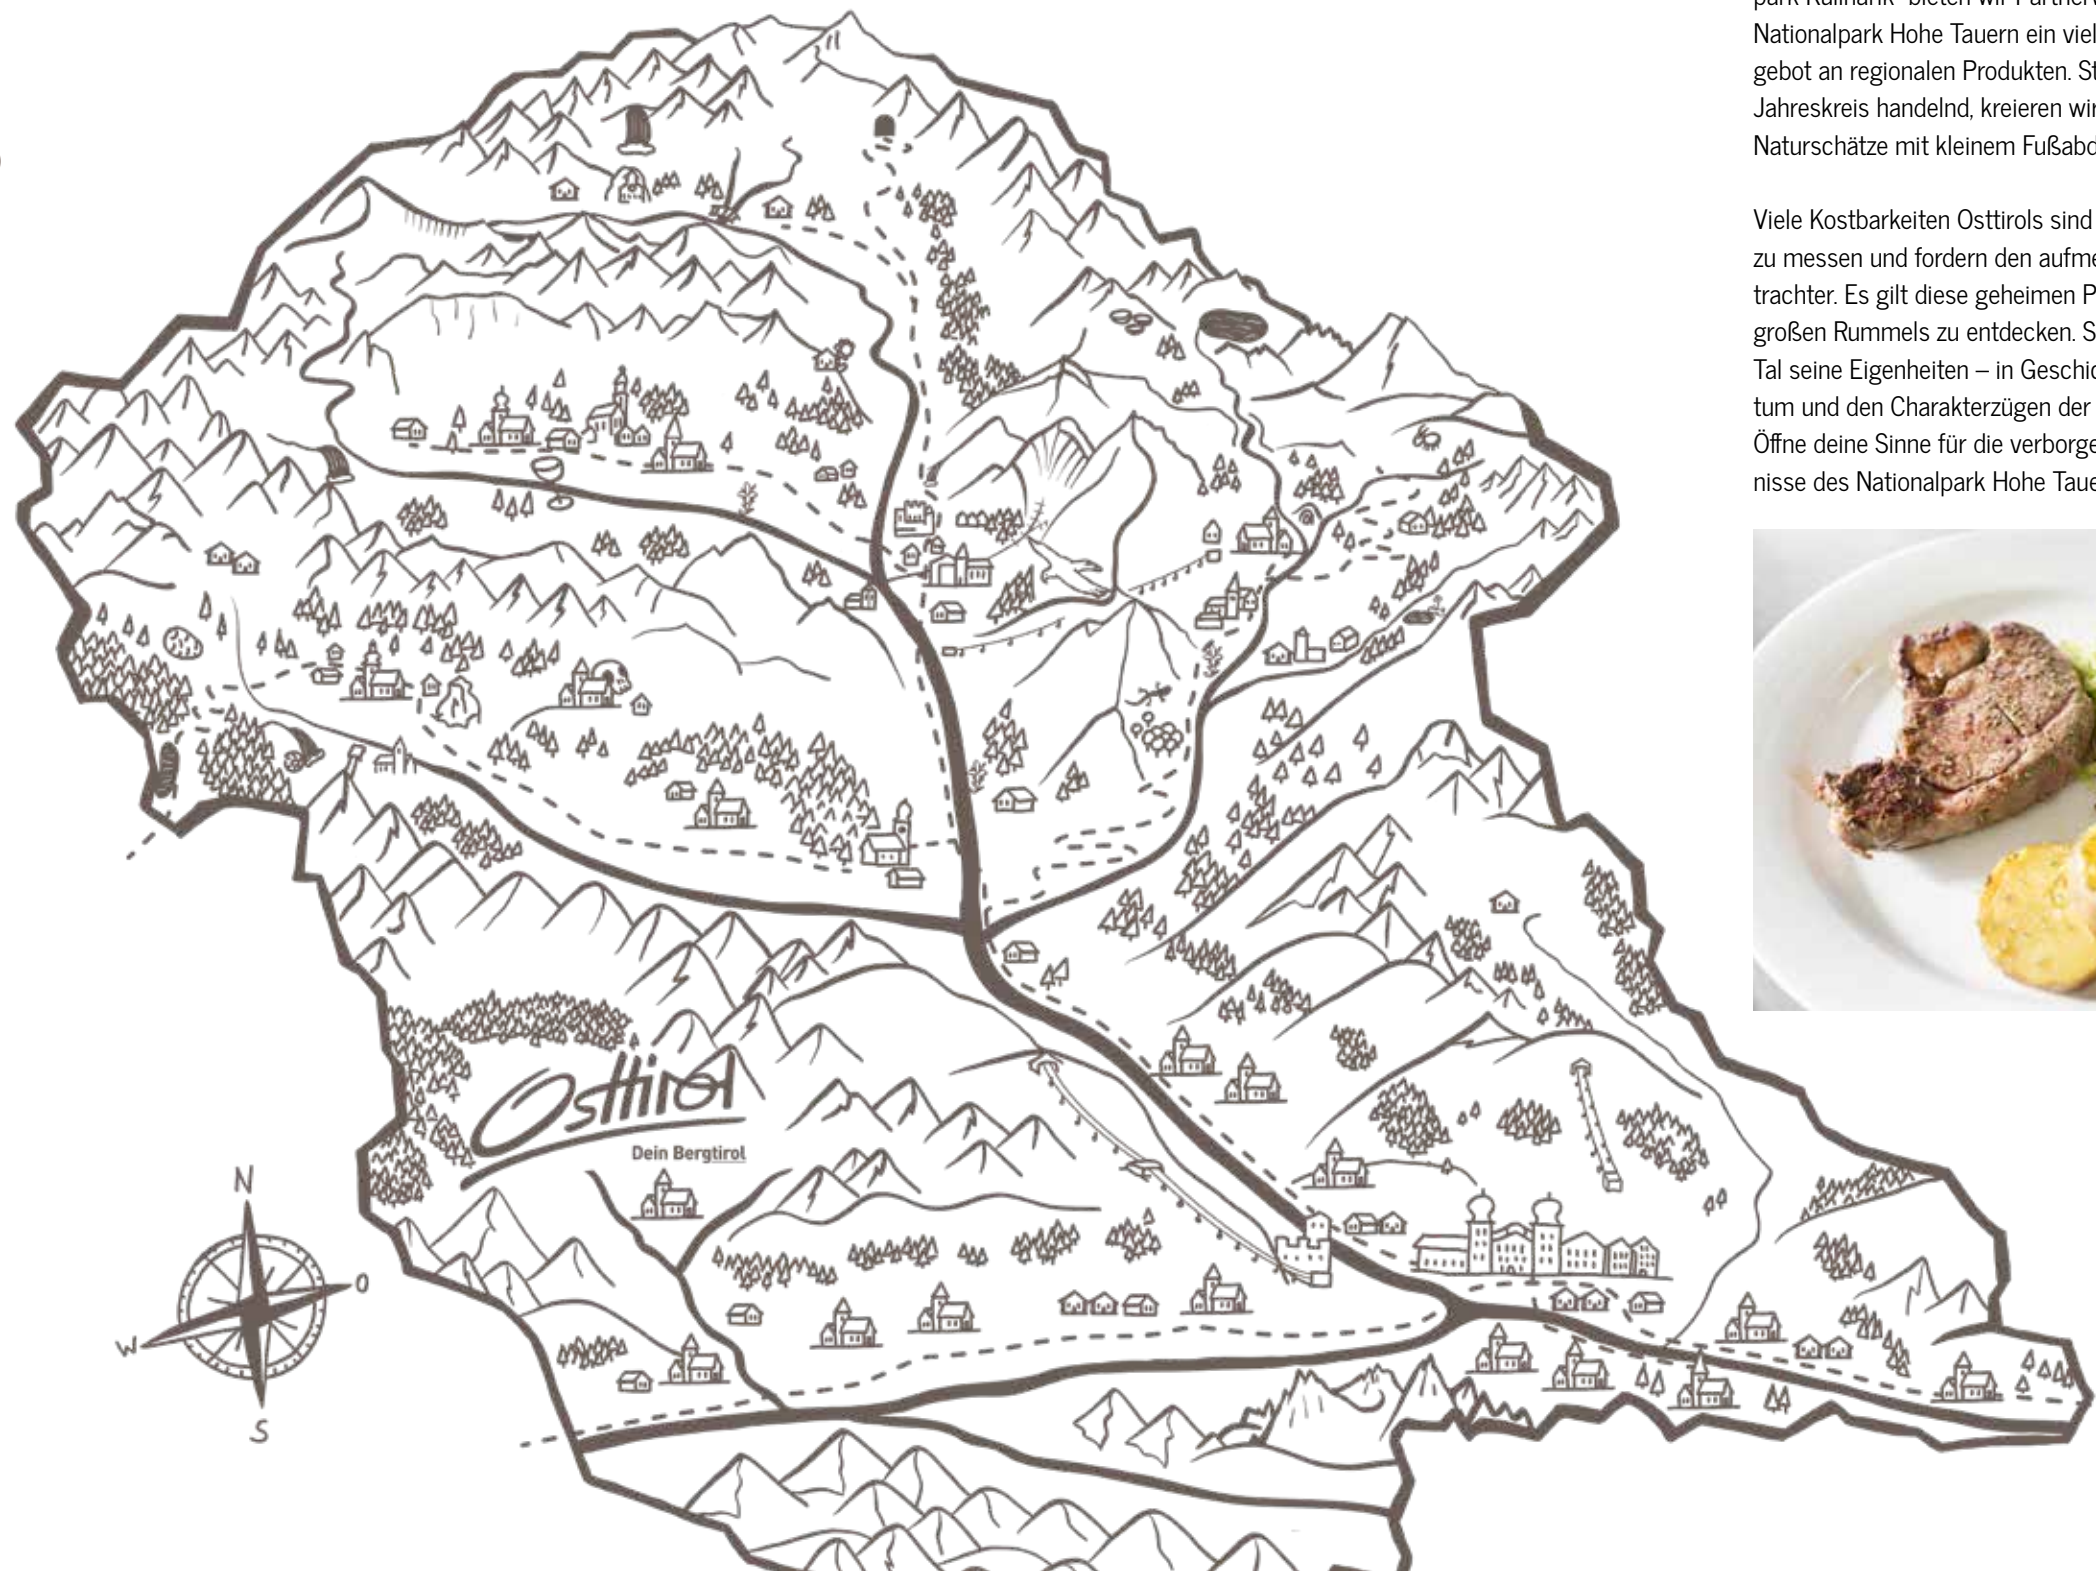 park Kulinarik" bieten wir Partner
Nationalpark Hohe Tauern ein viel
gebot an regionalen Produkten. St
Jahreskreis handelnd, kreieren wir
Naturschätze mit kleinem Fußabd
Viele Kostbarkeiten Osttirols sind
zu messen und fordern den aufme
trachter. Es gilt diese geheimen P
großen Rummels zu entdecken. S
Tal seine Eigenheiten – in Geschic
tum und den Charakterzügen der
Öffne deine Sinne für die verborge
nisse des Nationalpark Hohe Taue
Osttirol
Dein Bergtirol
N
O
W
S